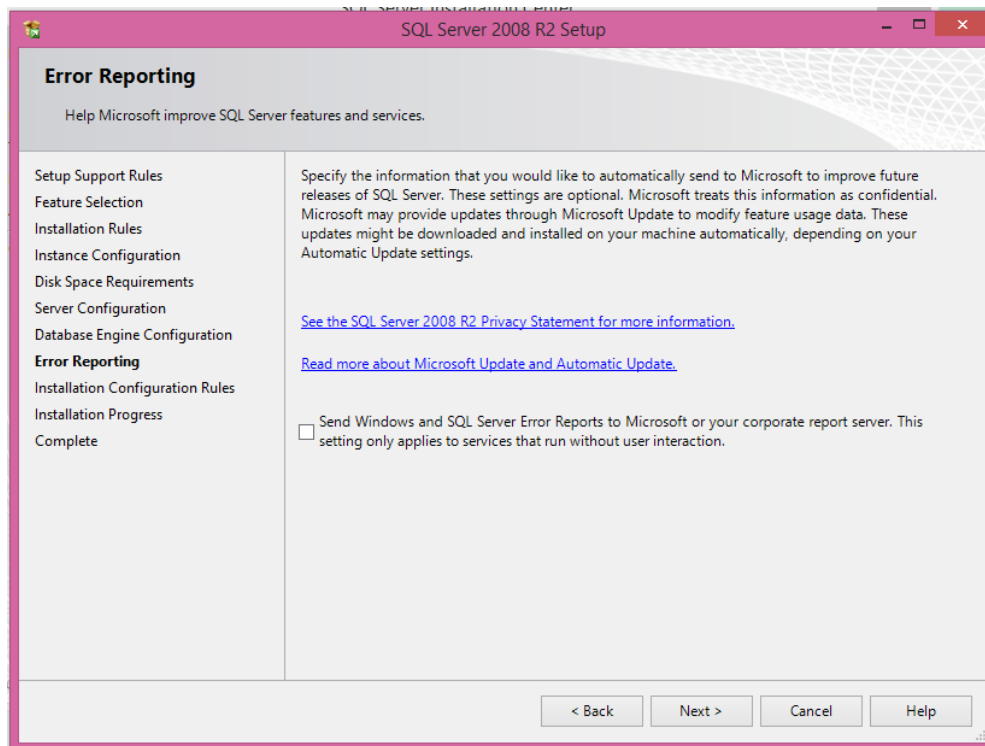 SQL Server Installation Center
SQL Server 2008 R2 Setup
Error Reporting
Help Microsoft improve SQL Server features and services.
Setup Support Rules
Feature Selection
Installation Rules
Instance Configuration
Disk Space Requirements
Server Configuration
Database Engine Configuration
Error Reporting
Installation Configuration Rules
Installation Progress
Complete
Specify the information that you would like to automatically send to Microsoft to improve future
releases of SQL Server. These settings are optional. Microsoft treats this information as confidential.
Microsoft may provide updates through Microsoft Update to modify feature usage data. These
updates might be downloaded and installed on your machine automatically, depending on your
Automatic Update settings.
See the SQL Server 2008 R2 Privacy Statement for more information.
Read more about Microsoft Update and Automatic Update.
Send Windows and SQL Server Error Reports to Microsoft or your corporate report server. This
setting only applies to services that run without user interaction.
< Back
Next >
Cancel
Help